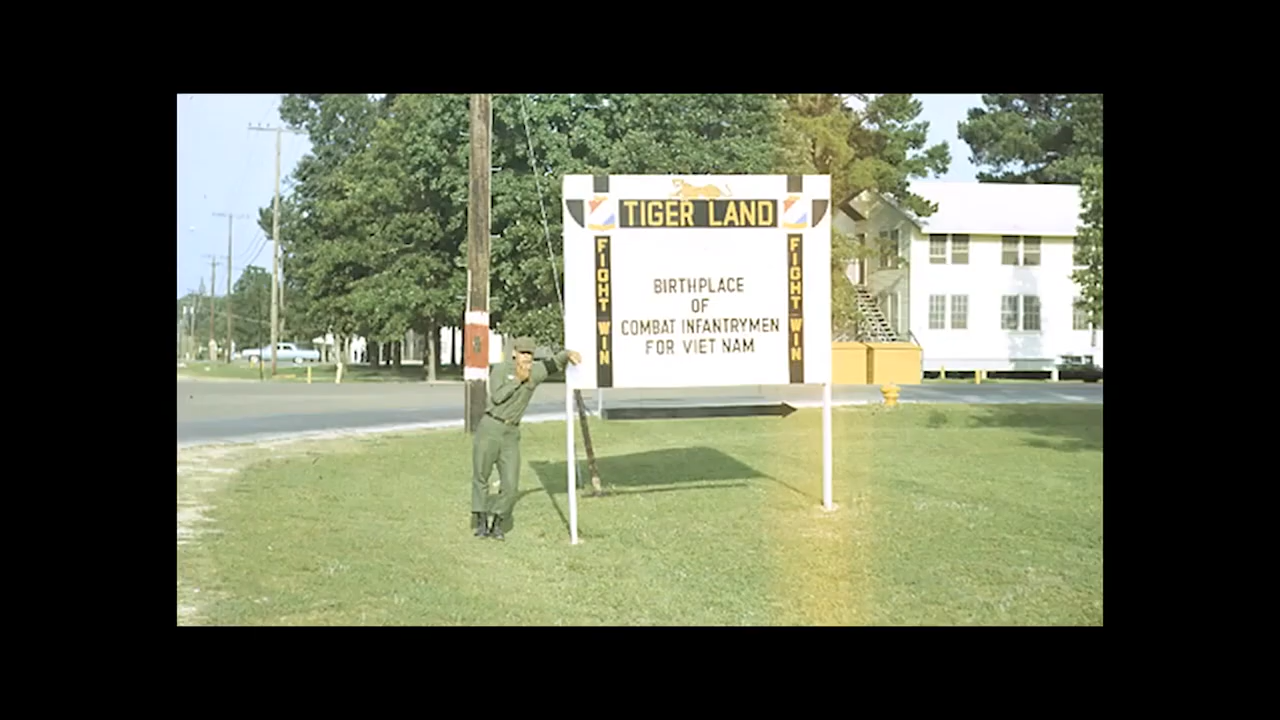 TIGER LAND
FIGHT WIN
BIRTHPLACE
OF
COMBAT INFANTRYMEN
FOR VIET NAM
FIGHT WIN